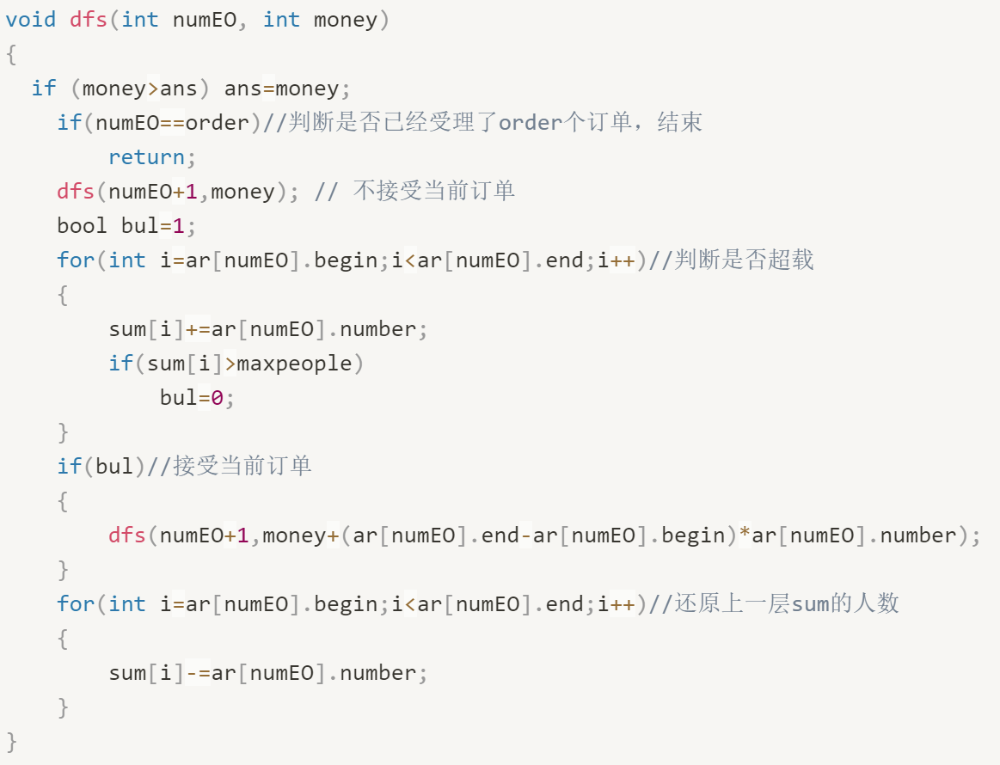 void dfs(int numEO, int money)
{
  if (money>ans) ans=money;
    if(numEO==order)//判断是否已经受理了order个订单，结束
        return;
    dfs(numEO+1,money); // 不接受当前订单
    bool bul=1;
    for(int i=ar[numEO].begin;i<ar[numEO].end;i++)//判断是否超载
    {
        sum[i]+=ar[numEO].number;
        if(sum[i]>maxpeople)
            bul=0;
    }
    if(bul)//接受当前订单
    {
        dfs(numEO+1,money+(ar[numEO].end-ar[numEO].begin)*ar[numEO].number);
    }
    for(int i=ar[numEO].begin;i<ar[numEO].end;i++)//还原上一层sum的人数
    {
        sum[i]-=ar[numEO].number;
    }
}